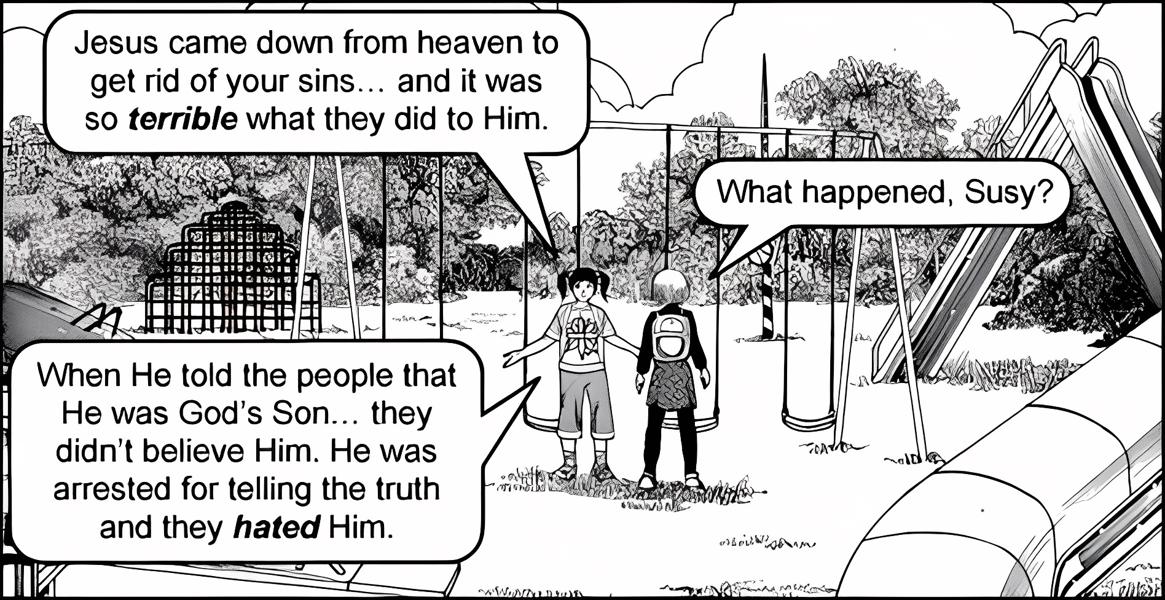 Jesus came down from heaven to
get rid of your sins... and it was
so terrible what they did to Him.
What happened, Susy?
When He told the people that
He was God's Son... they
didn't believe Him. He was
arrested for telling the truth
and they hated Him.